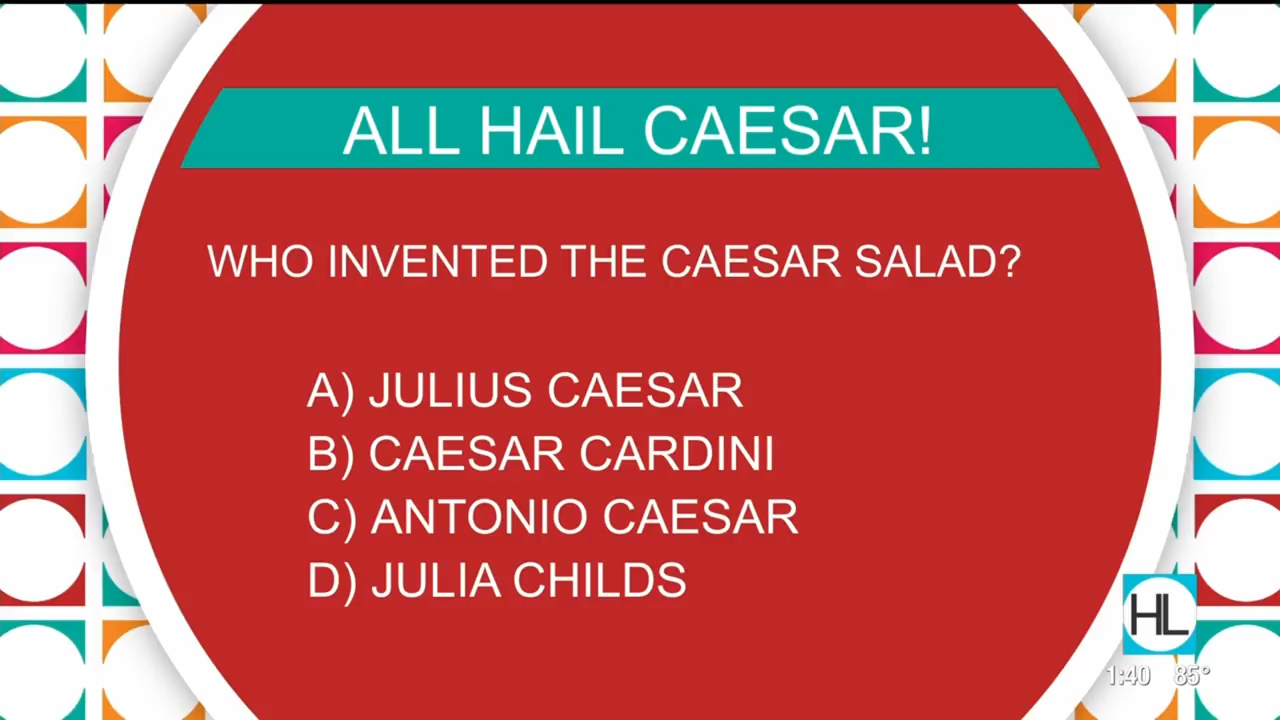 ALL HAIL CAESAR!
WHO INVENTED THE CAESAR SALAD?
A) JULIUS CAESAR
B) CAESAR CARDINI
C) ANTONIO CAESAR
D) JULIA CHILDS
HL
1:40 85°